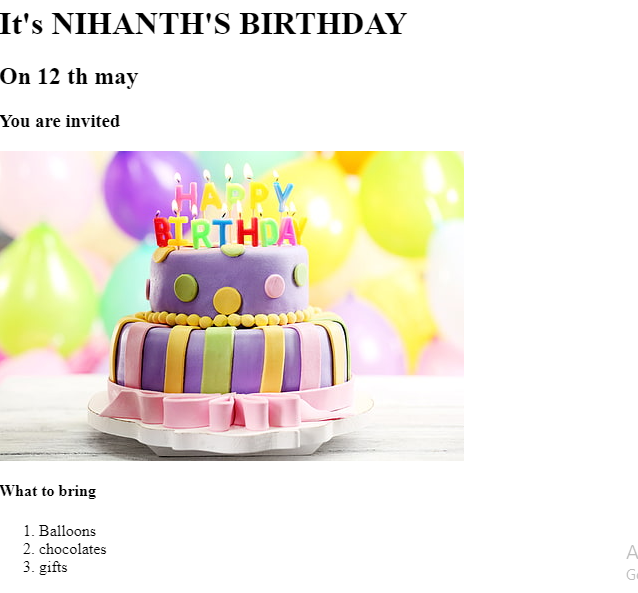 It's NIHANTH'S BIRTHDAY
On 12 th may
You are invited
HAPPY
BIRTHDAY
What to bring
1. Balloons
2. chocolates
3. gifts